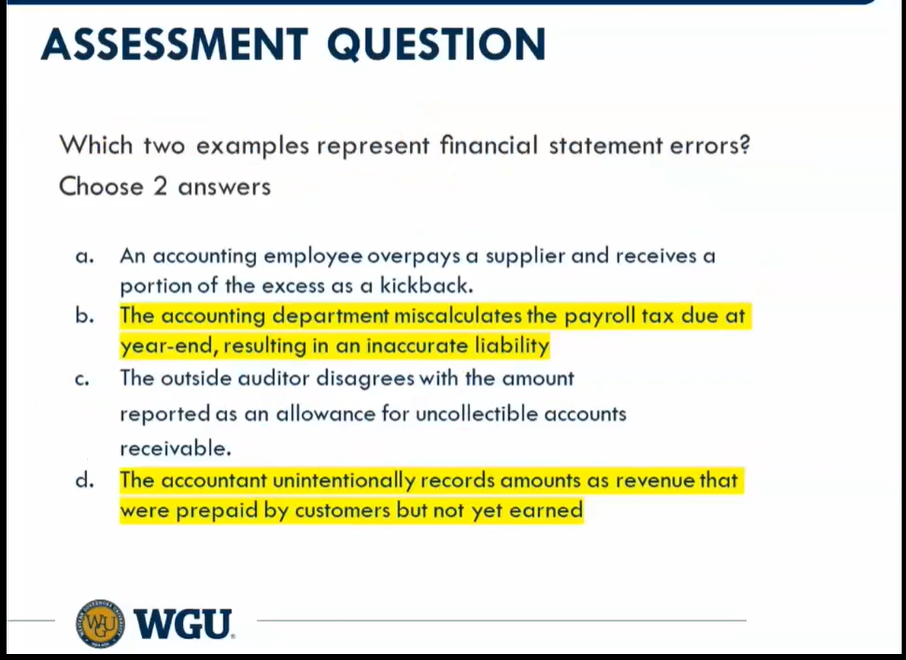 ASSESSMENT QUESTION
Which two examples represent financial statement errors?
Choose 2 answers
a. An accounting employee overpays a supplier and receives a
portion of the excess as a kickback.
b. The accounting department miscalculates the payroll tax due at
year-end, resulting in an inaccurate liability
c. The outside auditor disagrees with the amount
reported as an allowance for uncollectible accounts
receivable.
d. The accountant unintentionally records amounts as revenue that
were prepaid by customers but not yet earned
WGU